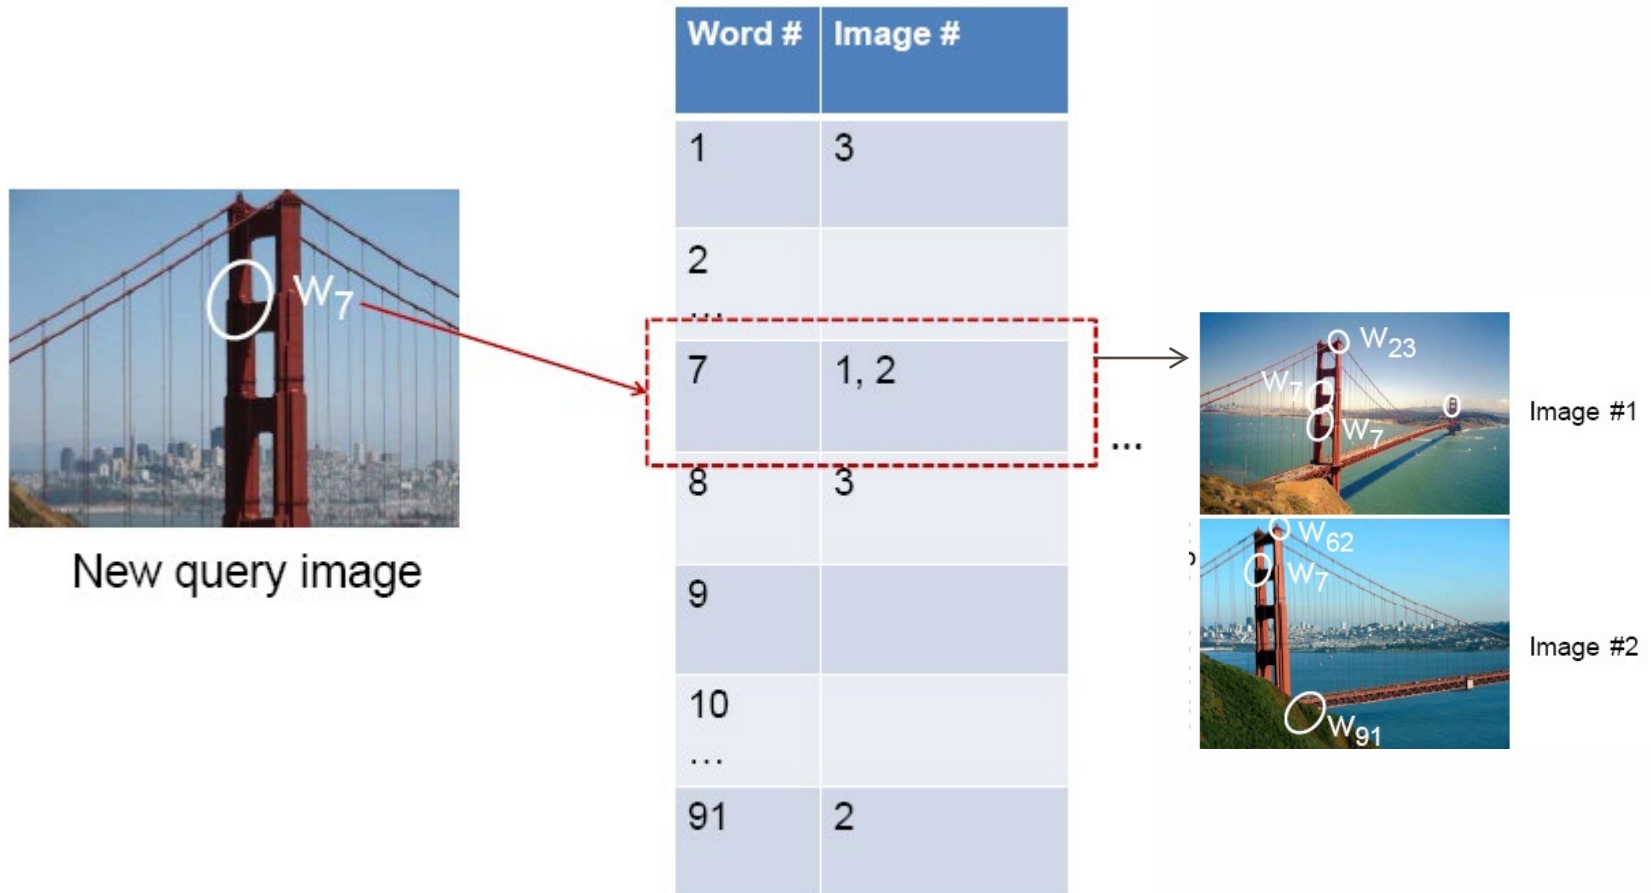 Word # Image #
1 3
2
...
7 1, 2
8 3
9
10
...
91 2
W7
New query image
...
W23
W7
W7
Image #1
W62
W7
W91
Image #2